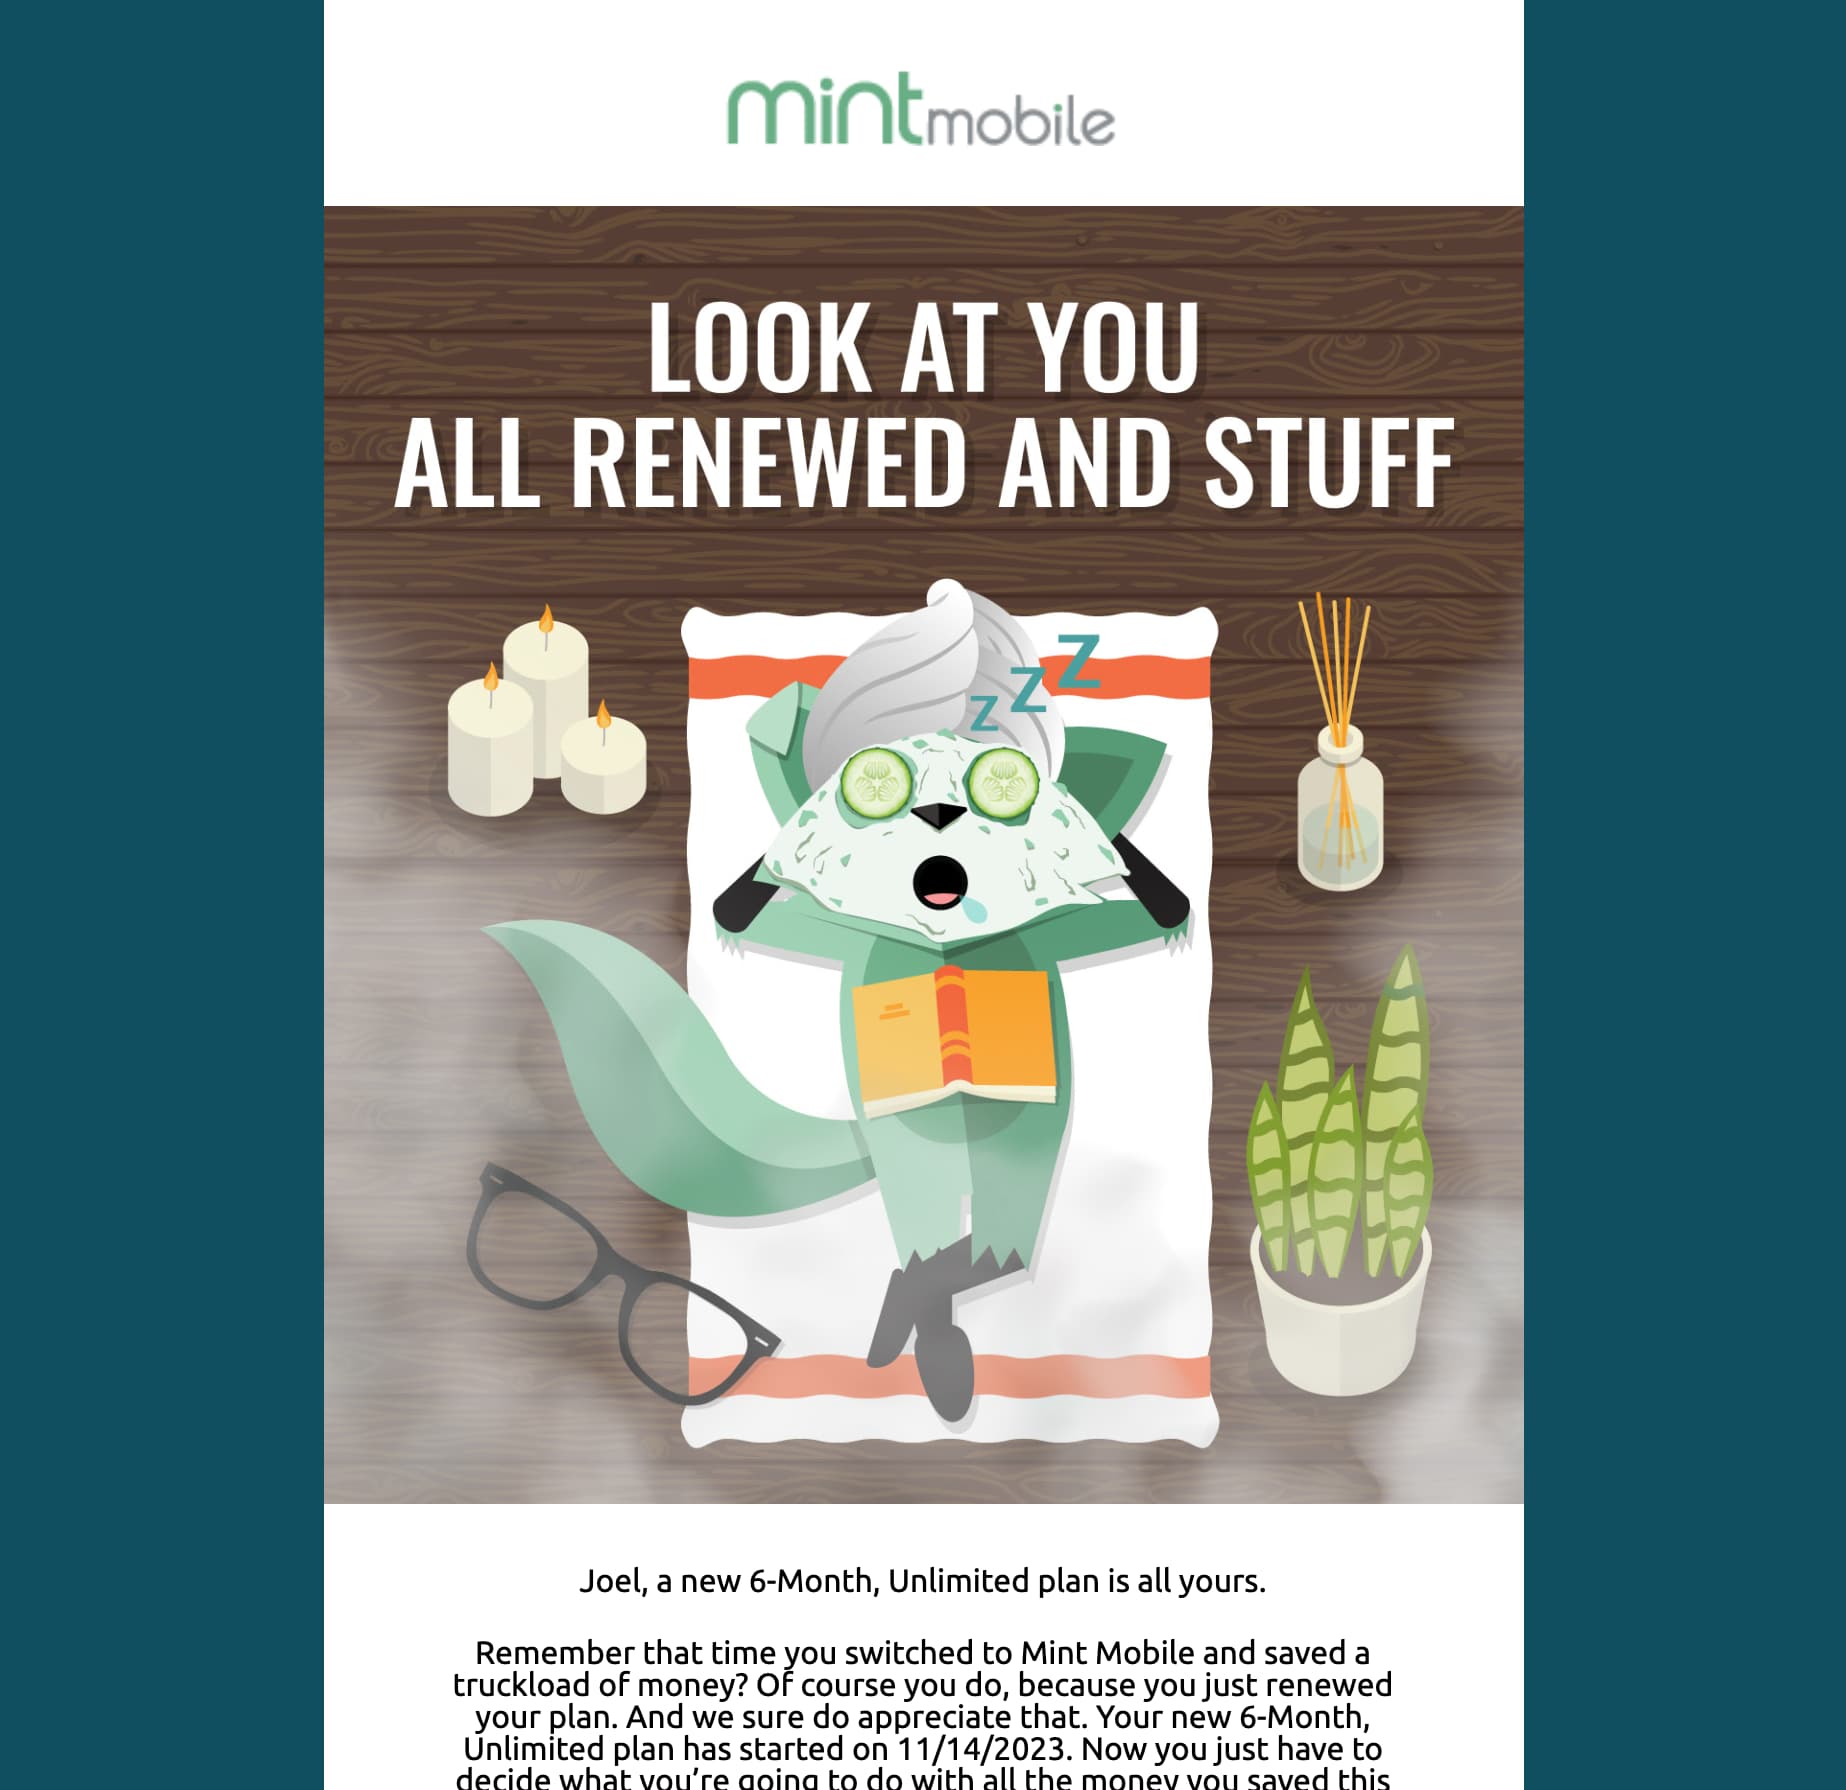 mintmobile
LOOK AT YOU
ALL RENEWED AND STUFF
z z Z
Joel, a new 6-Month, Unlimited plan is all yours.
Remember that time you switched to Mint Mobile and saved a
truckload of money? Of course you do, because you just renewed
your plan. And we sure do appreciate that. Your new 6-Month,
Unlimited plan has started on 11/14/2023. Now you just have to
decide what you’re going to do with all the money you saved this